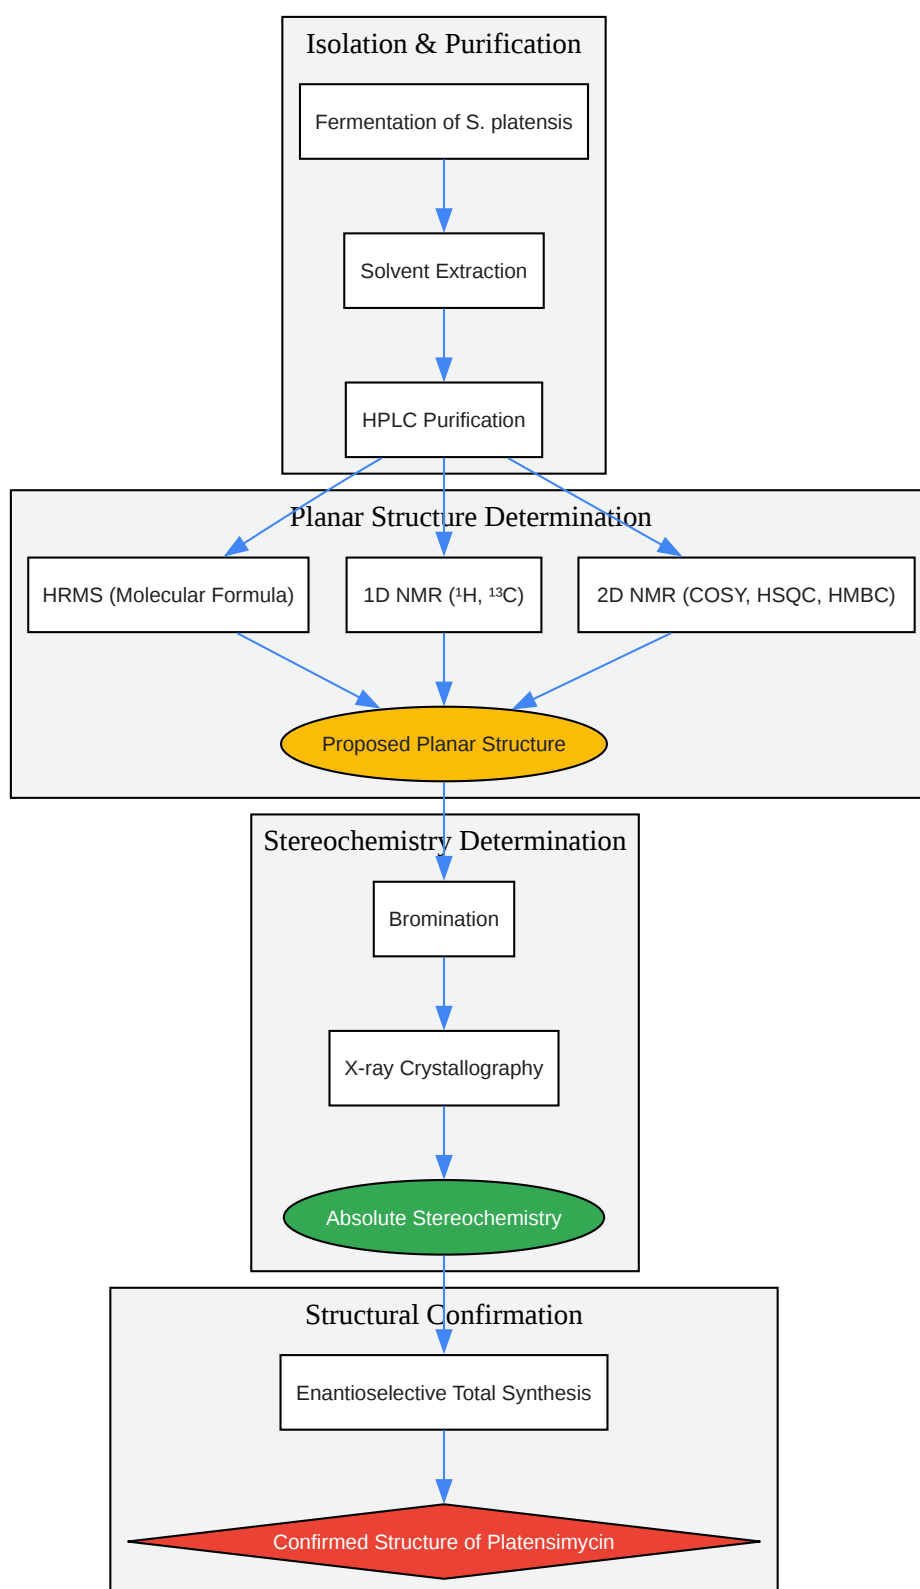 Isolation & Purification
Fermentation of S. platensis
Solvent Extraction
HPLC Purification
Planar Structure Determination
HRMS (Molecular Formula)
1D NMR (¹H, ¹³C)
2D NMR (COSY, HSQC, HMBC)
Proposed Planar Structure
Stereochemistry Determination
Bromination
X-ray Crystallography
Absolute Stereochemistry
Structural Confirmation
Enantioselective Total Synthesis
Confirmed Structure of Platensimycin